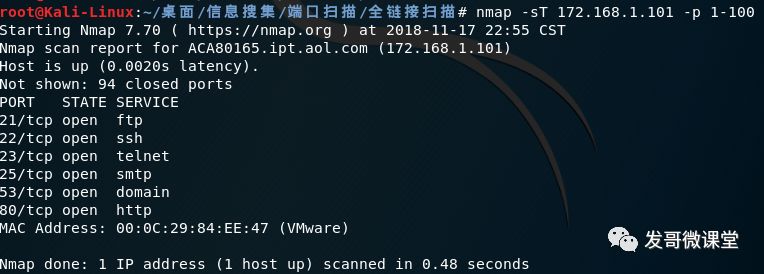 root@Kali-Linux:~/桌面/信息搜集/端口扫描/全链接扫描# nmap -sT 172.168.1.101 -p 1-100
Starting Nmap 7.70 ( https://nmap.org ) at 2018-11-17 22:55 CST
Nmap scan report for ACA80165.ipt.aol.com (172.168.1.101)
Host is up (0.0020s latency).
Not shown: 94 closed ports
PORT   STATE SERVICE
21/tcp open  ftp
22/tcp open  ssh
23/tcp open  telnet
25/tcp open  smtp
53/tcp open  domain
80/tcp open  http
MAC Address: 00:0C:29:84:EE:47 (VMware)
发哥微课堂
Nmap done: 1 IP address (1 host up) scanned in 0.48 seconds